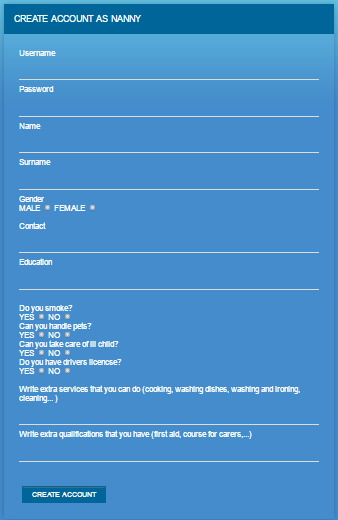 CREATE ACCOUNT AS NANNY
Username
Password
Name
Surname
Gender
MALE FEMALE
Contact
Education
Do you smoke?
YES NO
Can you handle pets?
YES NO
Can you take care of ill child?
YES NO
Do you have drivers licencse?
YES NO
Write extra services that you can do (cooking, washing dishes, washing and ironing,
cleaning... )
Write extra qualifications that you have (first aid, course for carers,...)
CREATE ACCOUNT